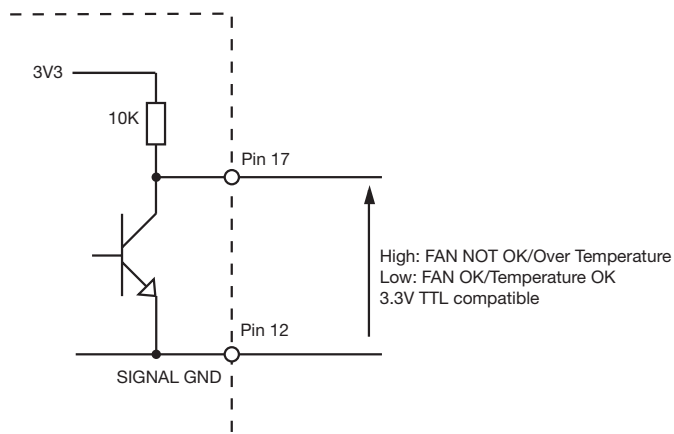 3V3
10K
Pin 17
High: FAN NOT OK/Over Temperature
Low: FAN OK/Temperature OK
3.3V TTL compatible
Pin 12
SIGNAL GND